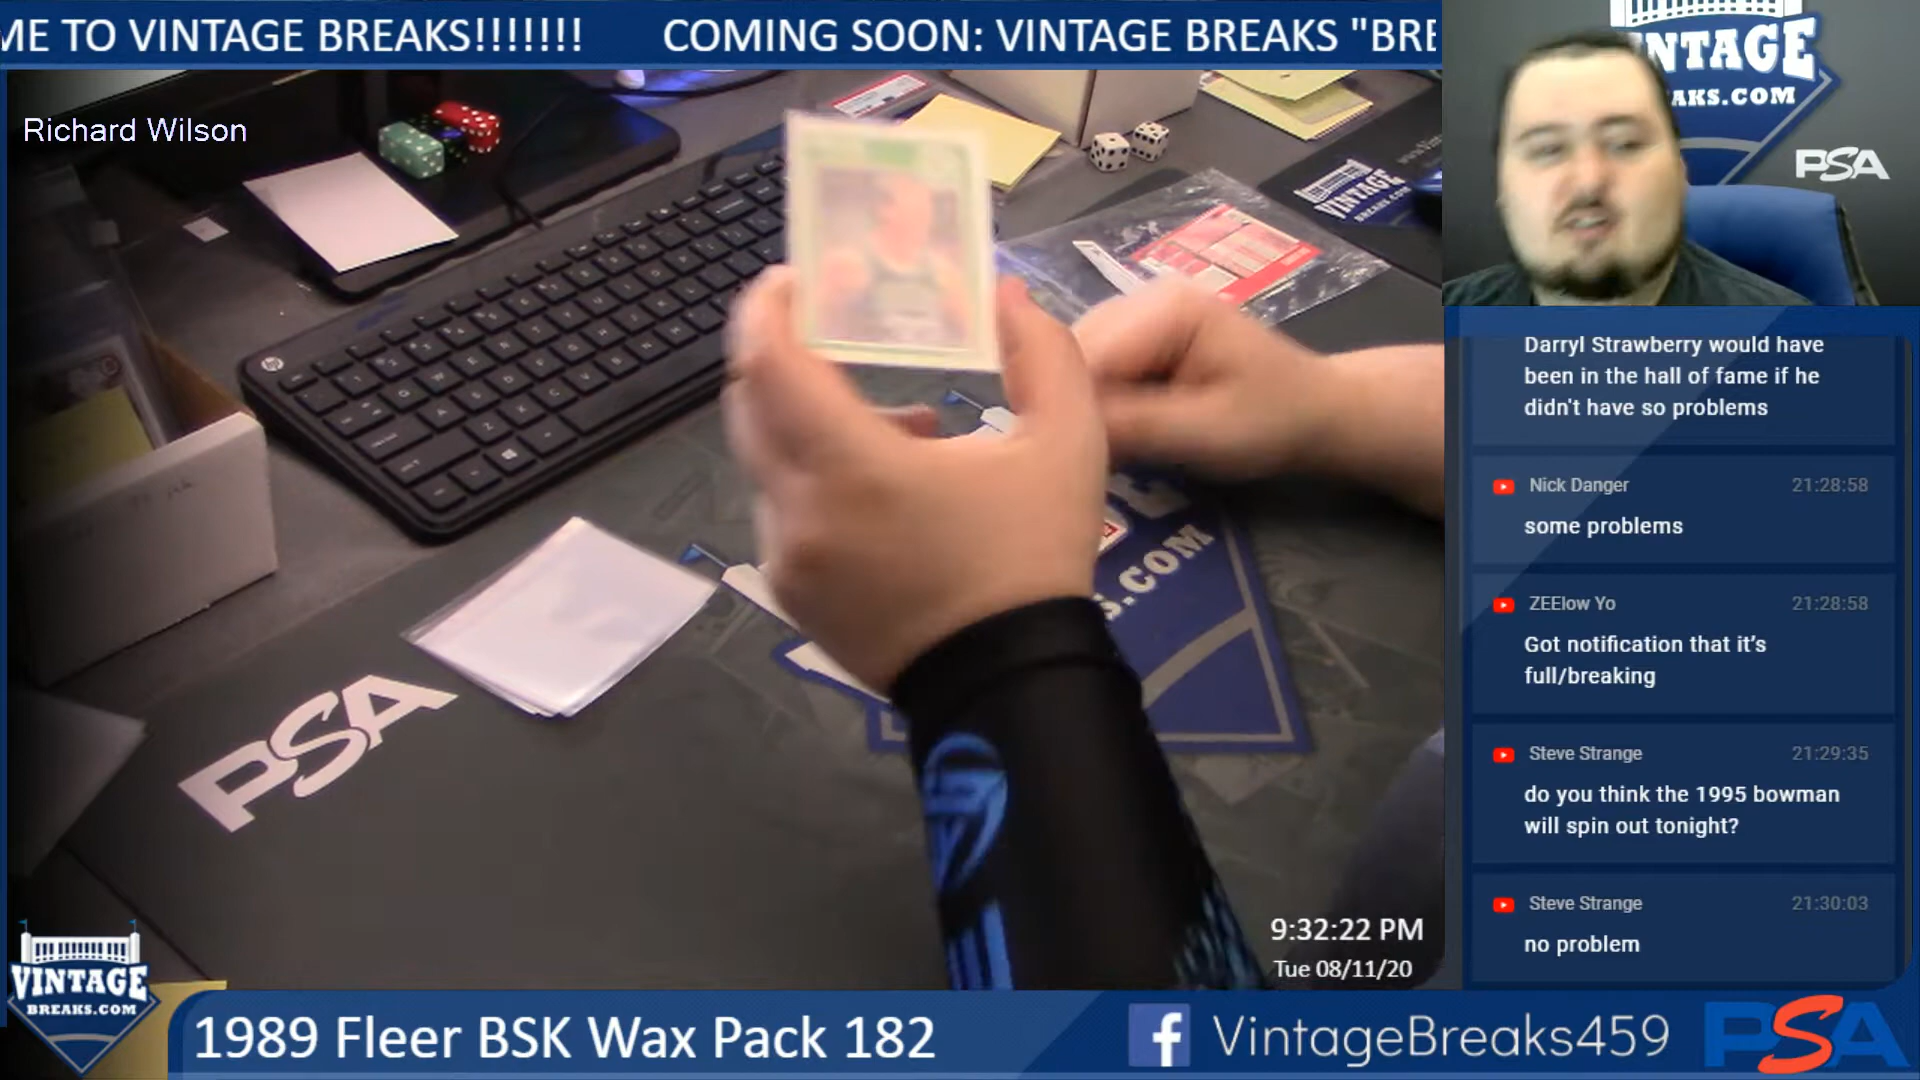 ME TO VINTAGE BREAKS!!!!!!! COMING SOON: VINTAGE BREAKS "BRE
Richard Wilson
VINTAGE
BREAKS.COM
NTAGE
AKS.COM
PSA
Darryl Strawberry would have
been in the hall of fame if he
didn't have so problems
Nick Danger 21:28:58
some problems
ZEElow Yo 21:28:58
Got notification that it's
full/breaking
Steve Strange 21:29:35
do you think the 1995 bowman
will spin out tonight?
Steve Strange 21:30:03
no problem
hp
S.COM
PSA
9:32:22 PM
Tue 08/11/20
VINTAGE
BREAKS.COM
1989 Fleer BSK Wax Pack 182
f VintageBreaks459
PSA